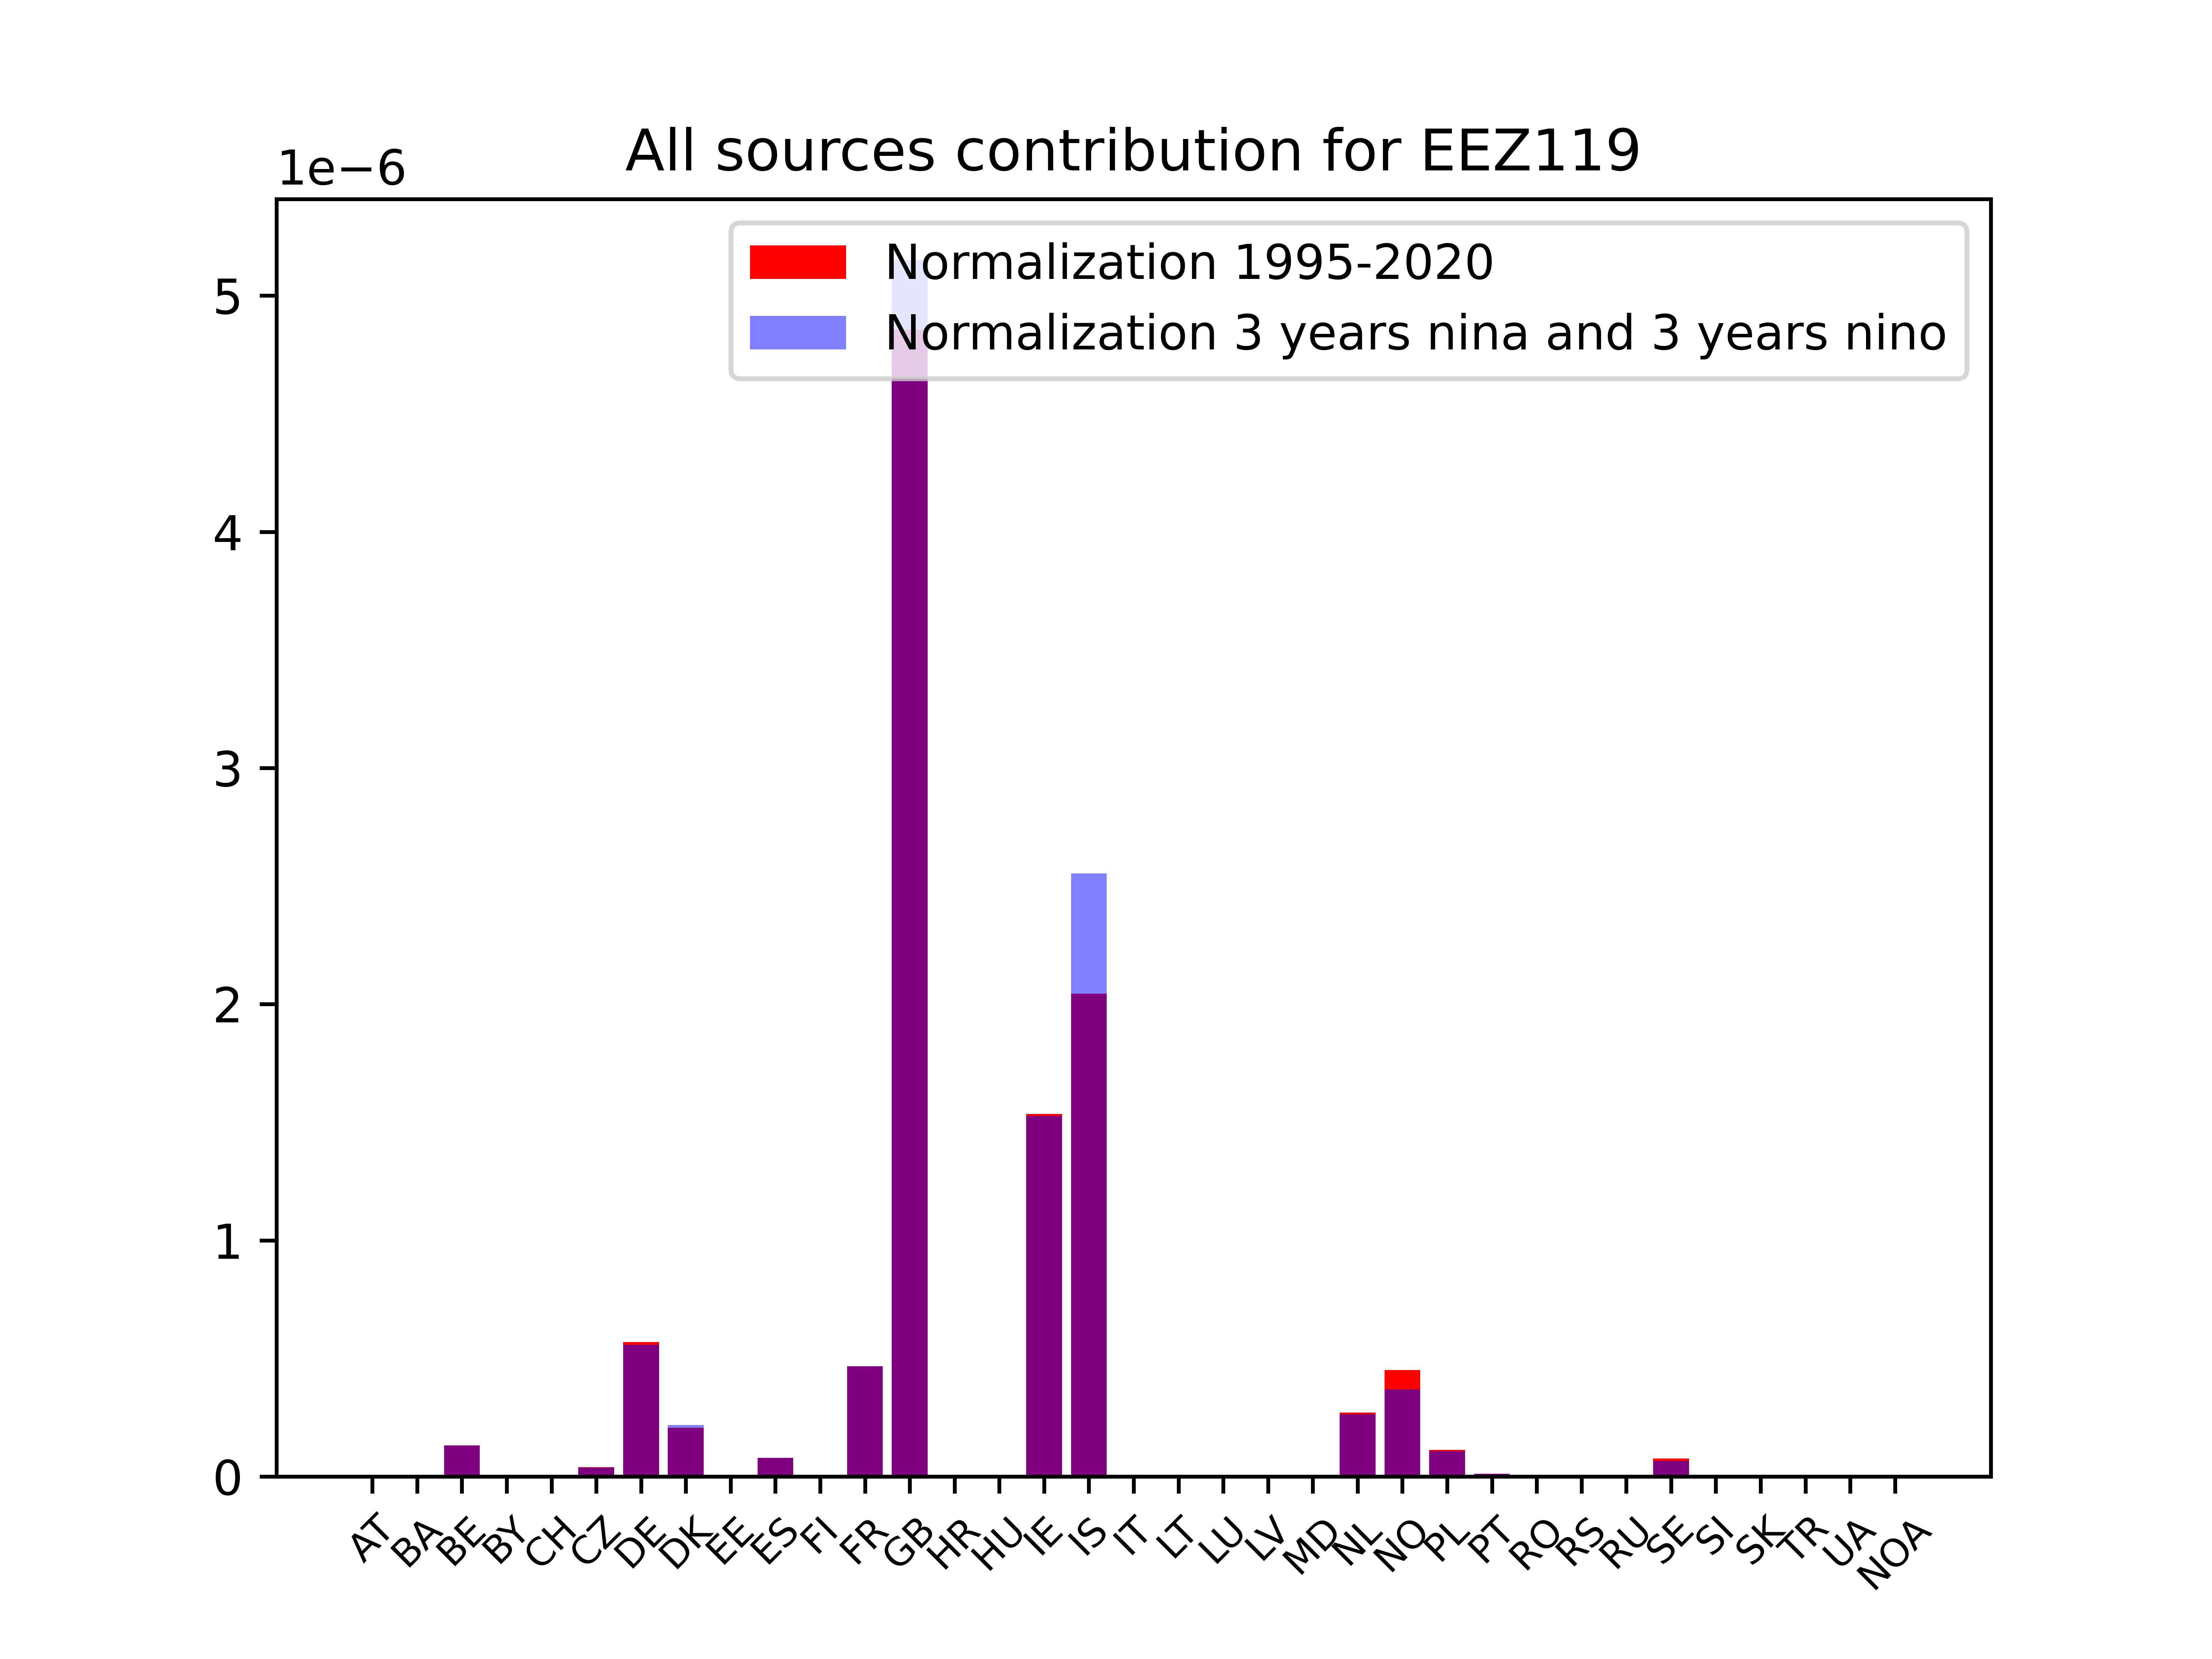 All sources contribution for EEZ119
1e−6
Normalization 1995-2020
Normalization 3 years nina and 3 years nino
5
4
3
2
1
0
AT BA BE BY CH CZ DE DK EE ES FI FR GB HR HU IE IS IT LT LU LV MD NL NO PL PT RO RS RU SE SI SK TR UA NOA